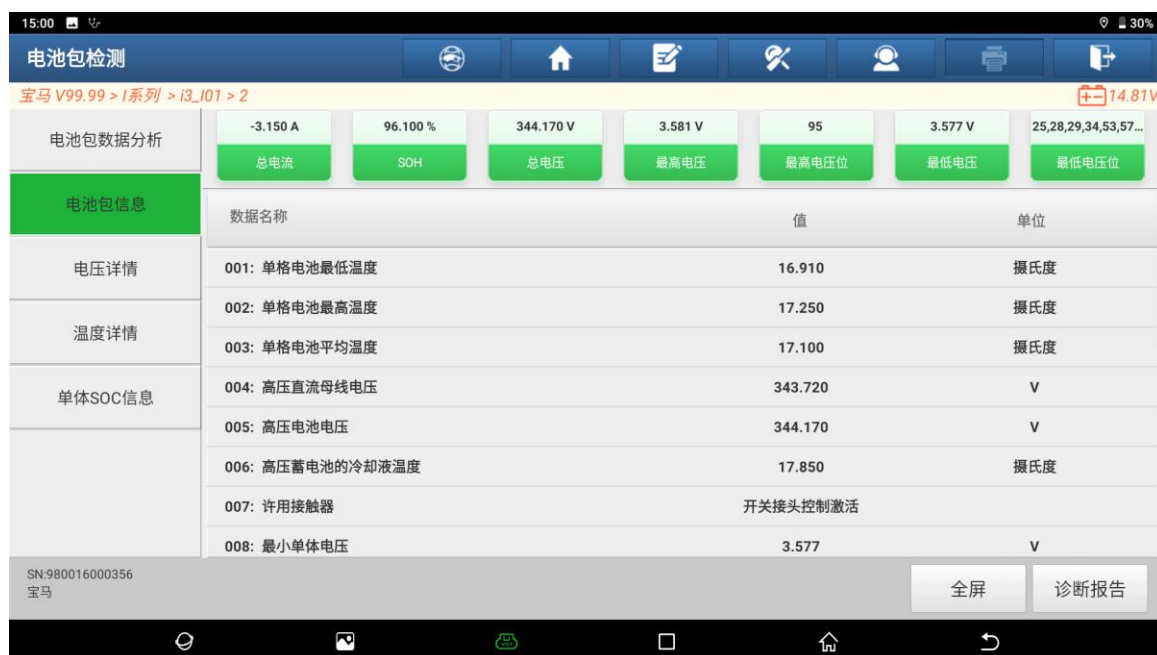 15:00 30%
电池包检测
宝马 V99.99 > I系列 > i3_I01 > 2 14.81V
电池包数据分析
电池包信息
电压详情
温度详情
单体SOC信息
-3.150 A 96.100 % 344.170 V 3.581 V 95 3.577 V 25,28,29,34,53,57...
总电流 SOH 总电压 最高电压 最高电压位 最低电压 最低电压位
数据名称 值 单位
001: 单格电池最低温度 16.910 摄氏度
002: 单格电池最高温度 17.250 摄氏度
003: 单格电池平均温度 17.100 摄氏度
004: 高压直流母线电压 343.720 V
005: 高压电池电压 344.170 V
006: 高压蓄电池的冷却液温度 17.850 摄氏度
007: 许用接触器 开关接头控制激活
008: 最小单体电压 3.577 V
SN:980016000356
宝马
全屏 诊断报告